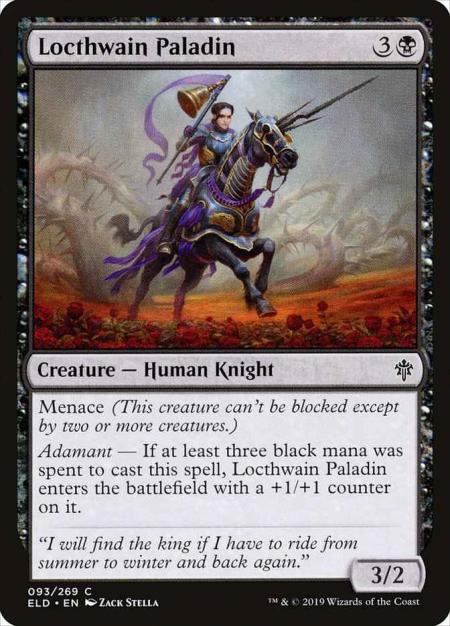 Locthwain Paladin 3
Creature — Human Knight
Menace (This creature can't be blocked except
by two or more creatures.)
Adamant — If at least three black mana was
spent to cast this spell, Locthwain Paladin
enters the battlefield with a +1/+1 counter
on it.
"I will find the king if I have to ride from
summer to winter and back again."
3/2
093/269 C
ELD • EN Zack Stella
™ & © 2019 Wizards of the Coast